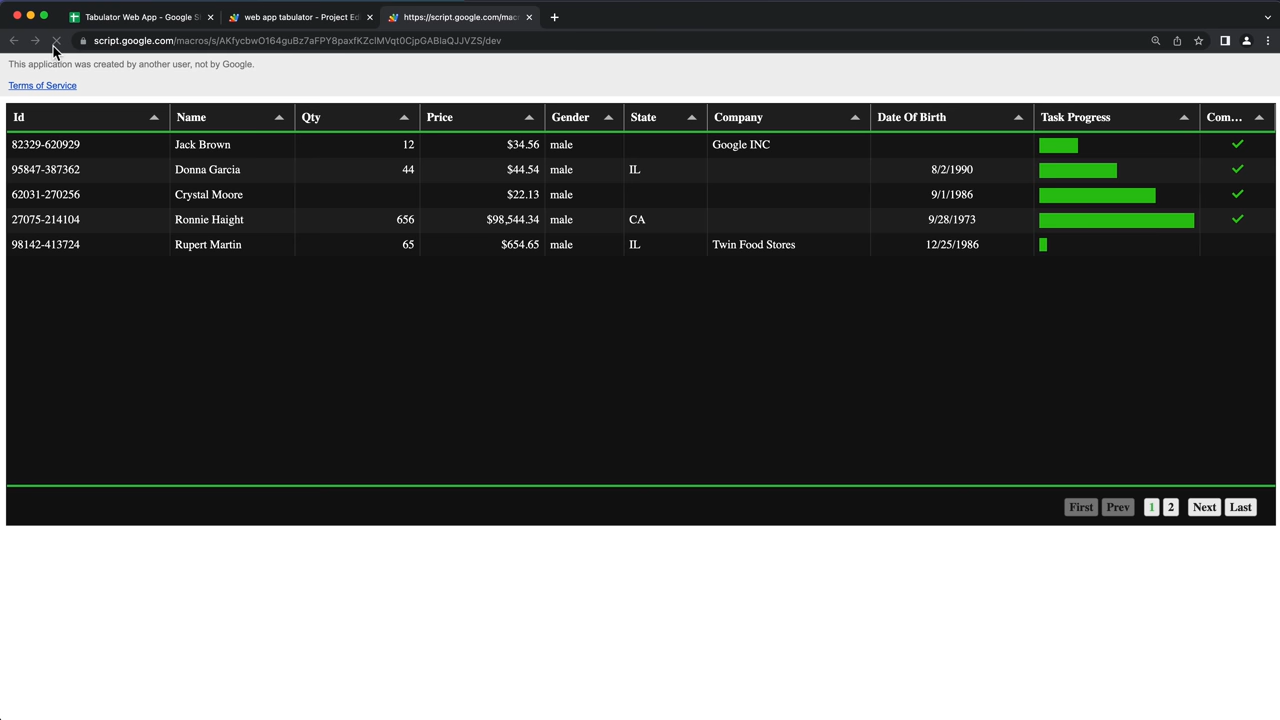 Tabulator Web App - Google S
web app tabulator - Project Ed
https://script.google.com/mac
script.google.com/macros/s/AKfycbwO164guBz7aFPY8paxfKZclMVqt0CjpGABlaQJJVZS/dev
This application was created by another user, not by Google.
Terms of Service
Id Name Qty Price Gender State Company Date Of Birth Task Progress Com...
82329-620929 Jack Brown 12 $34.56 male Google INC
95847-387362 Donna Garcia 44 $44.54 male IL 8/2/1990
62031-270256 Crystal Moore $22.13 male 9/1/1986
27075-214104 Ronnie Haight 656 $98,544.34 male CA 9/28/1973
98142-413724 Rupert Martin 65 $654.65 male IL Twin Food Stores 12/25/1986
First Prev 1 2 Next Last